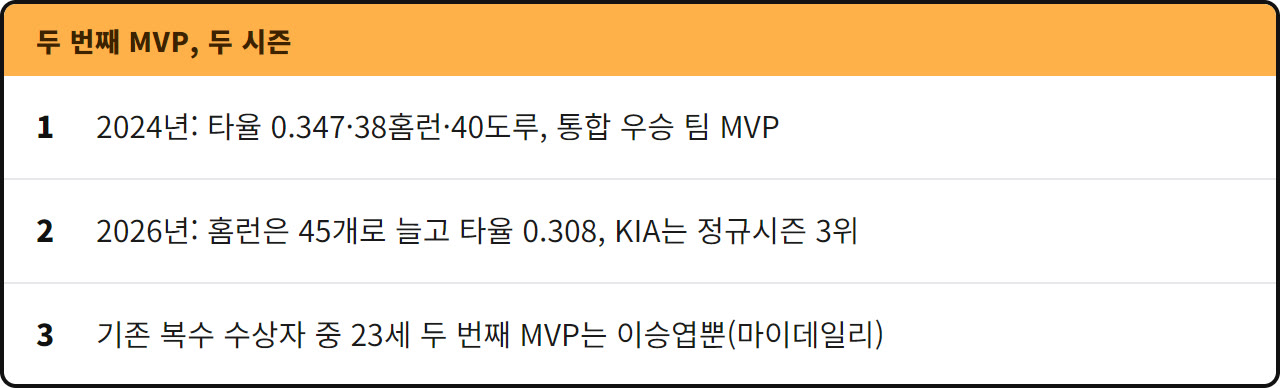 두 번째 MVP, 두 시즌
1 2024년: 타율 0.347·38홈런·40도루, 통합 우승 팀 MVP
2 2026년: 홈런은 45개로 늘고 타율 0.308, KIA는 정규시즌 3위
3 기존 복수 수상자 중 23세 두 번째 MVP는 이승엽뿐(마이데일리)